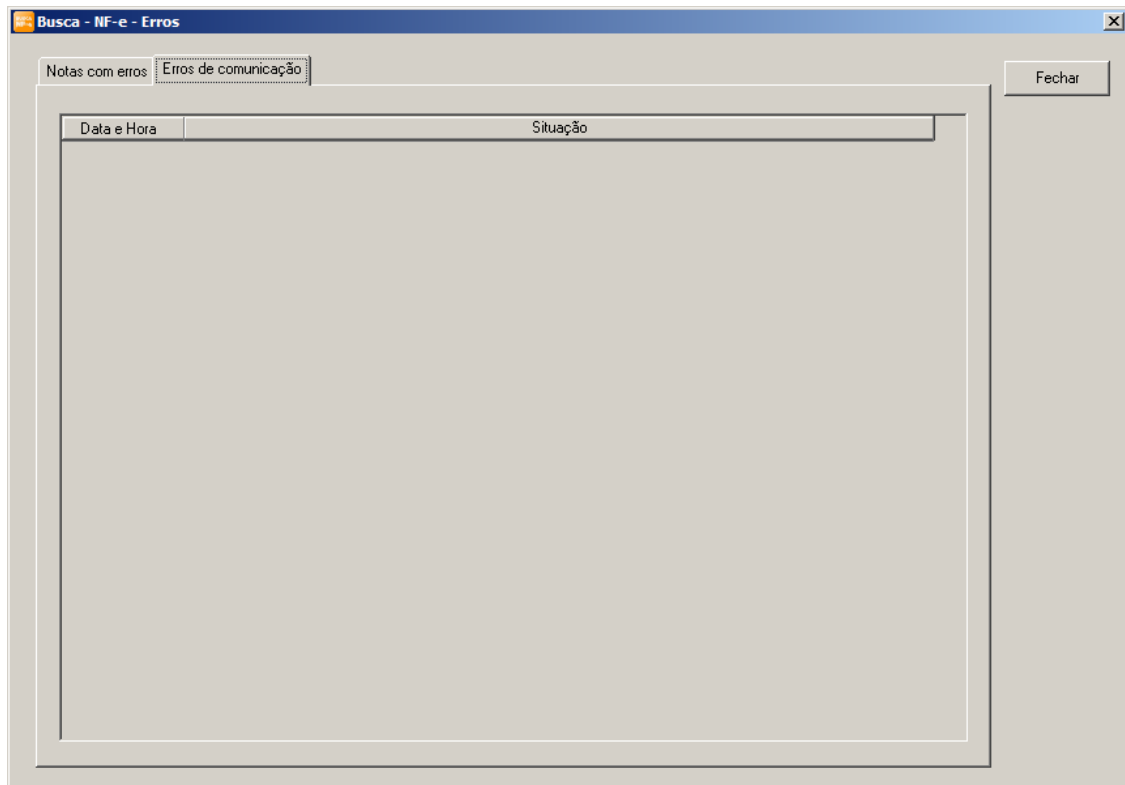 Busca - NF-e - Erros
Notas com erros Erros de comunicação
Fechar
Data e Hora Situação